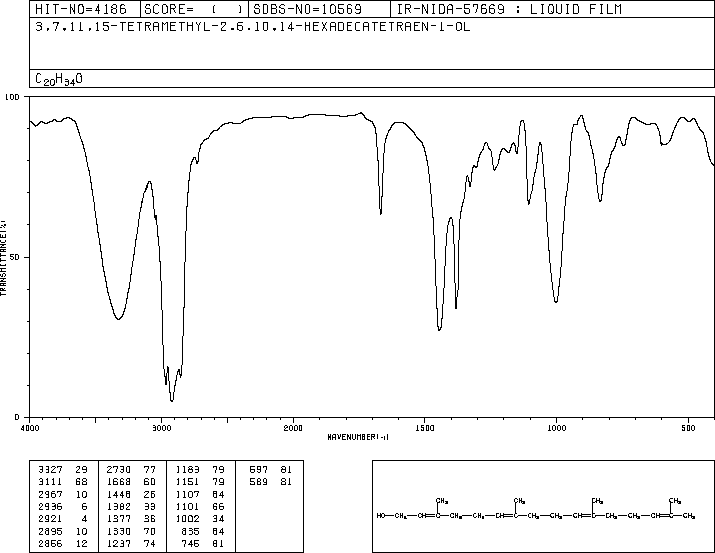 HIT-NO=4186 SCORE= ( ) SDBS-NO=10569 IR-NIDA-57669 : LIQUID FILM
3,7,11,15-TETRAMETHYL-2,6,10,14-HEXADECATETRAEN-1-OL
C20H34O
100
TRANSMITTANCE(%)
50
0
4000 3000 2000 1500 1000 500
WAVENUMBER(-1)
3327 29 2730 77 1183 79 597 81
3111 68 1668 60 1151 79 589 81
2967 10 1448 26 1107 64
2936 6 1382 33 1101 66
2921 4 1377 36 1002 34
2895 10 1330 70 835 64
2856 12 1237 74 746 81
CH3 CH3 CH3 CH3
HO—CH2—CH=C—CH2—CH2—CH=C—CH2—CH2—CH=C—CH2—CH2—CH=C—CH3